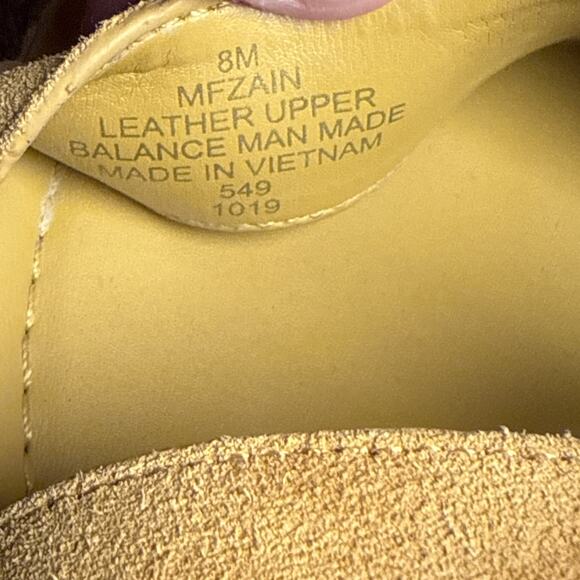 8M
MFZAIN
LEATHER UPPER
BALANCE MAN MADE
MADE IN VIETNAM
549
1019